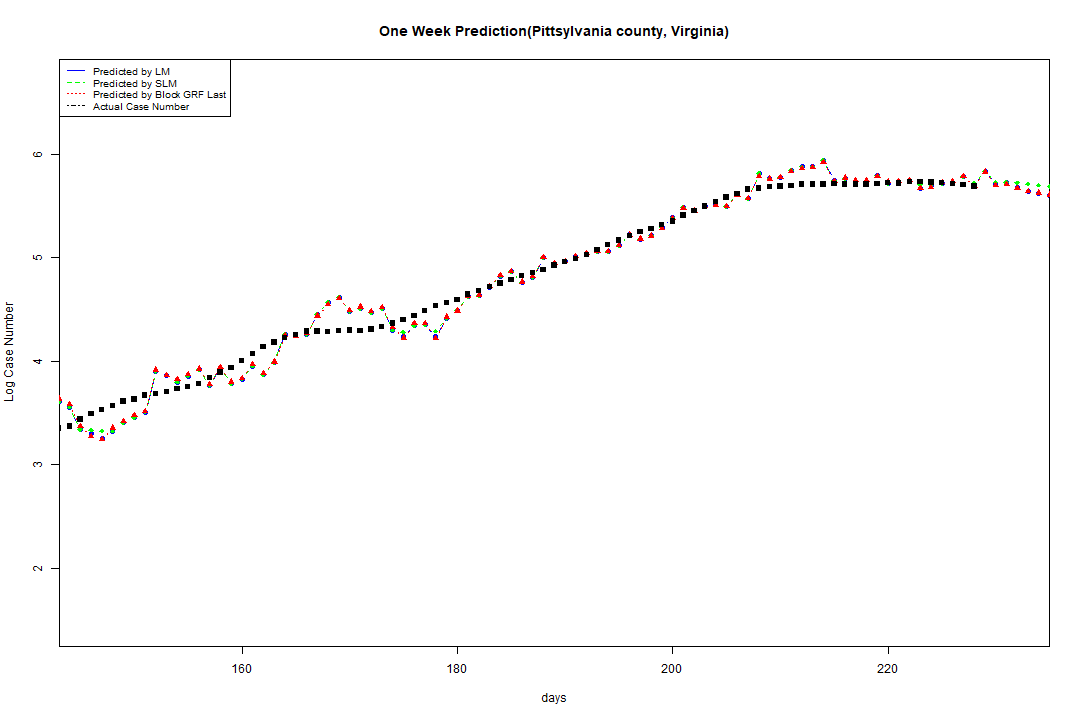 One Week Prediction(Pittsylvania county, Virginia)
Predicted by LM
Predicted by SLM
Predicted by Block GRF Last
Actual Case Number
6
5
4
3
2
Log Case Number
160 180 200 220
days